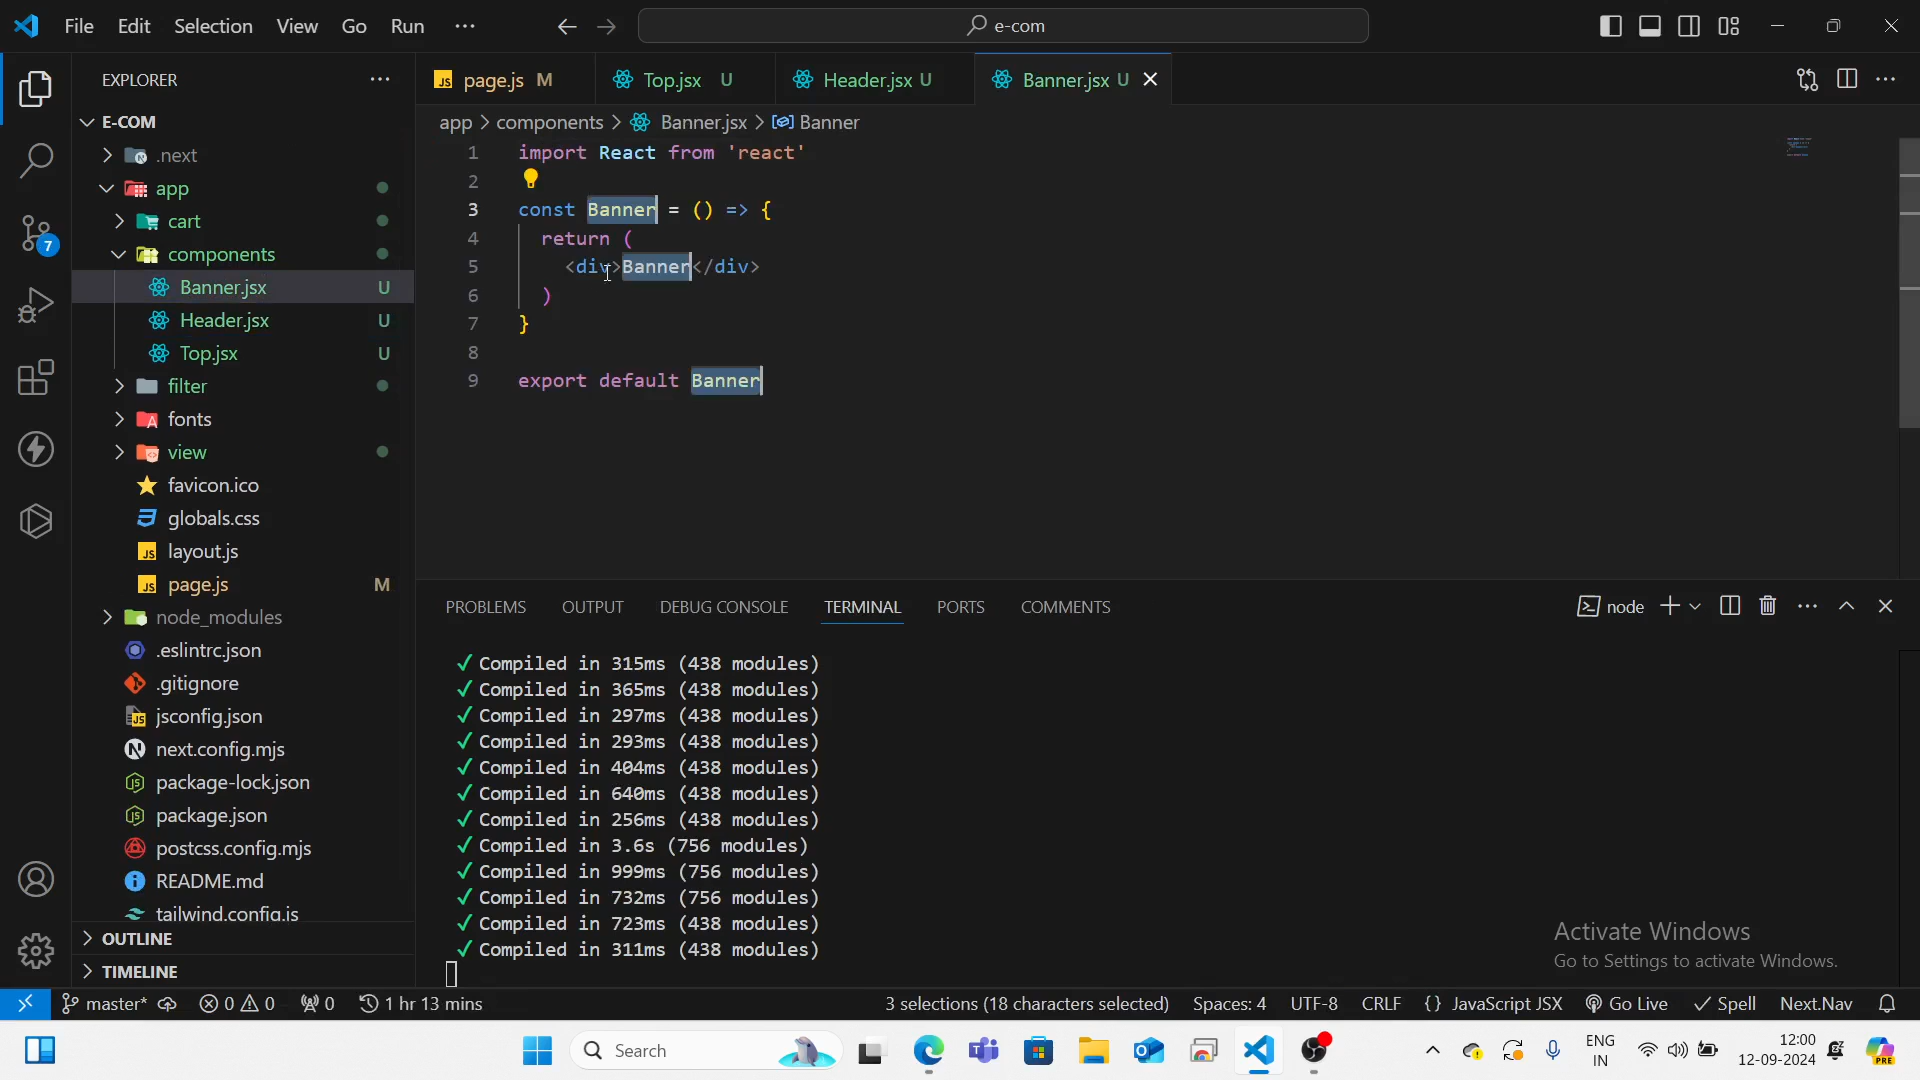 File Edit Selection View Go Run ··· e-com
EXPLORER ···
page.js M Top.jsx U Header.jsx U Banner.jsx U
app > components > Banner.jsx > Banner
E-COM
.next
app
cart
components
Banner.jsx U
Header.jsx U
Top.jsx U
filter
fonts
view
favicon.ico
globals.css
layout.js
page.js M
node_modules
.eslintrc.json
.gitignore
jsconfig.json
next.config.mjs
package-lock.json
package.json
postcss.config.mjs
README.md
tailwind.config.js
OUTLINE
TIMELINE
7
1 import React from 'react'
2
3 const Banner = () => {
4 return (
5 <div>Banner</div>
6 )
7 }
8
9 export default Banner
PROBLEMS OUTPUT DEBUG CONSOLE TERMINAL PORTS COMMENTS node
✓ Compiled in 315ms (438 modules)
✓ Compiled in 365ms (438 modules)
✓ Compiled in 297ms (438 modules)
✓ Compiled in 293ms (438 modules)
✓ Compiled in 404ms (438 modules)
✓ Compiled in 640ms (438 modules)
✓ Compiled in 256ms (438 modules)
✓ Compiled in 3.6s (756 modules)
✓ Compiled in 999ms (756 modules)
✓ Compiled in 732ms (756 modules)
✓ Compiled in 723ms (438 modules)
✓ Compiled in 311ms (438 modules)
Activate Windows
Go to Settings to activate Windows.
master* 0 0 0 1 hr 13 mins 3 selections (18 characters selected) Spaces: 4 UTF-8 CRLF {} JavaScript JSX Go Live Spell Next.Nav
Search ENG 12:00
IN 12-09-2024
PRE